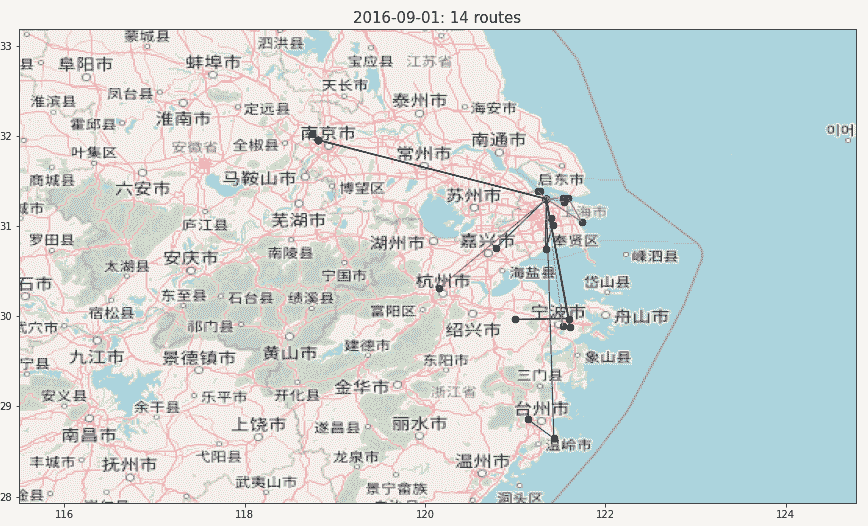 2016-09-01: 14 routes
33
32
31
30
29
28
116
118
120
122
124
蒙城县
泗洪县
阜阳市
蚌埠市
宝应县
江苏省
天长市
凤台县
淮滨县
定远县
泰州市
海安市
霍邱县
淮南市
南京市
이어
叶集区
安徽省
全椒县
常州市
南通市
商城县
六安市
马鞍山市
博望区
启东市
苏州市
城市
庐江县
芜湖市
上海市
罗田县
湖州市
嘉兴市
奉贤区
安庆市
南陵县
嵊泗县
太湖县
宁国市
海盐县
石市
东至县
石台县
绩溪县
杭州市
岱山县
宿松县
富阳区
宁波市
舟山市
穴市
祁门县
绍兴市
九江市
景德镇市
黄山市
建德市
东阳市
象山县
宁县
三门县
安义县
余干县
乐平市
开化县
金华市
浙江省
台州市
南昌市
上饶市
遂昌县
丽水市
温岭市
丰城市
抚州市
弋阳县
龙泉市
温州市
武夷山市
景宁畲族
洞头区